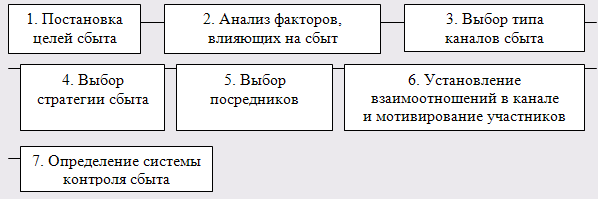 1. Постановка
целей сбыта
2. Анализ факторов,
влияющих на сбыт
3. Выбор типа
каналов сбыта
4. Выбор
стратегии сбыта
5. Выбор
посредников
6. Установление
взаимоотношений в канале
и мотивирование участников
7. Определение системы
контроля сбыта